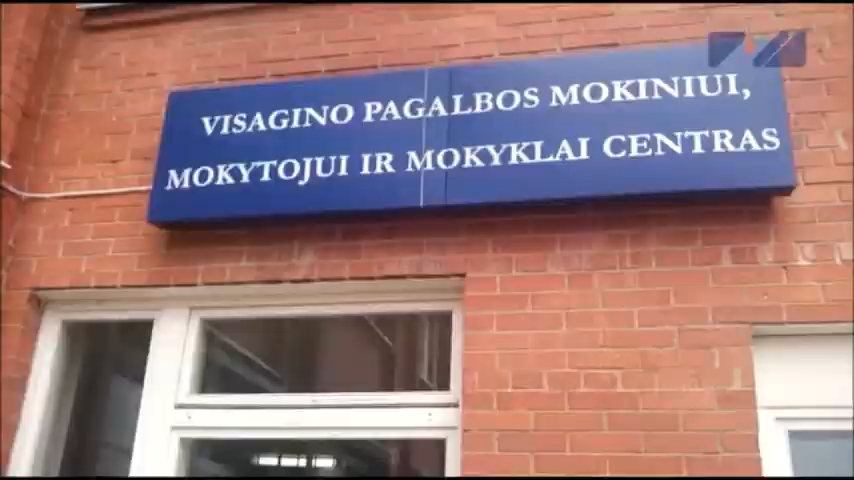 VISAGINO PAGALBOS MOKINIUI,
MOKYTOJUI IR MOKYKLAI CENTRAS